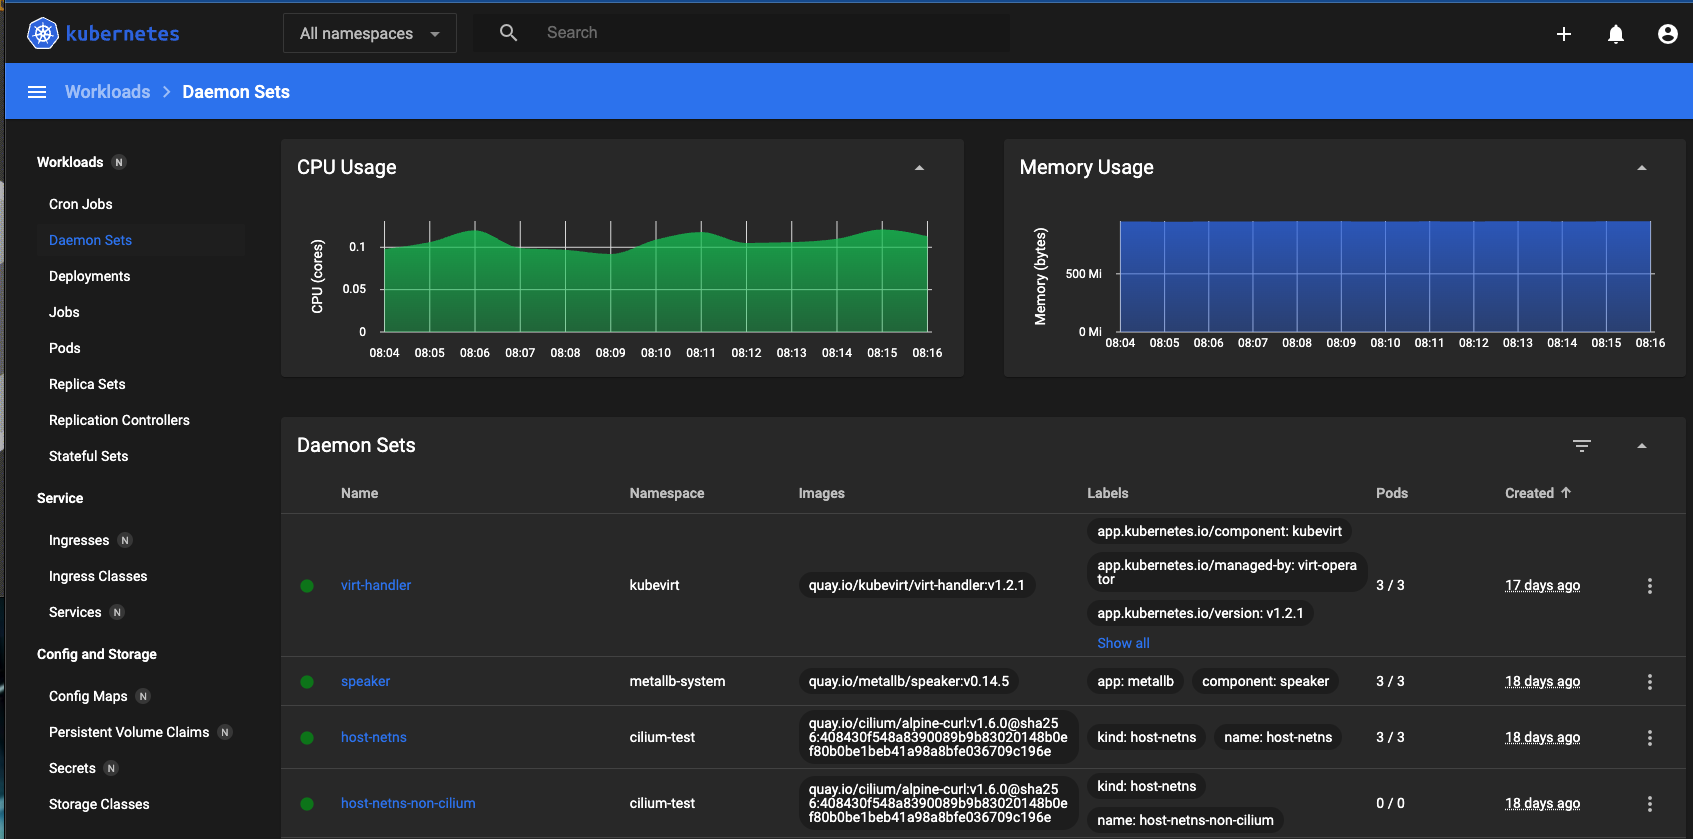 kubernetes
All namespaces
Search
Workloads > Daemon Sets
Workloads N
Cron Jobs
Daemon Sets
Deployments
Jobs
Pods
Replica Sets
Replication Controllers
Stateful Sets
Service
Ingresses N
Ingress Classes
Services N
Config and Storage
Config Maps N
Persistent Volume Claims N
Secrets N
Storage Classes
CPU Usage
CPU (cores)
0.1
0.05
0
08:04 08:05 08:06 08:07 08:08 08:09 08:10 08:11 08:12 08:13 08:14 08:15 08:16
Memory Usage
Memory (bytes)
500 Mi
0 Mi
08:04 08:05 08:06 08:07 08:08 08:09 08:10 08:11 08:12 08:13 08:14 08:15 08:16
Daemon Sets
Name Namespace Images Labels Pods Created
app.kubernetes.io/component: kubevirt
app.kubernetes.io/managed-by: virt-opera
tor
virt-handler kubevirt quay.io/kubevirt/virt-handler:v1.2.1 3 / 3 17 days ago
app.kubernetes.io/version: v1.2.1
Show all
speaker metallb-system quay.io/metallb/speaker:v0.14.5 app: metallb component: speaker 3 / 3 18 days ago
quay.io/cilium/alpine-curl:v1.6.0@sha25
host-netns cilium-test 6:408430f548a8390089b9b83020148b0e kind: host-netns name: host-netns 3 / 3 18 days ago
f80b0be1beb41a98a8bfe036709c196e
quay.io/cilium/alpine-curl:v1.6.0@sha25 kind: host-netns
host-netns-non-cilium cilium-test 6:408430f548a8390089b9b83020148b0e 0 / 0 18 days ago
f80b0be1beb41a98a8bfe036709c196e name: host-netns-non-cilium